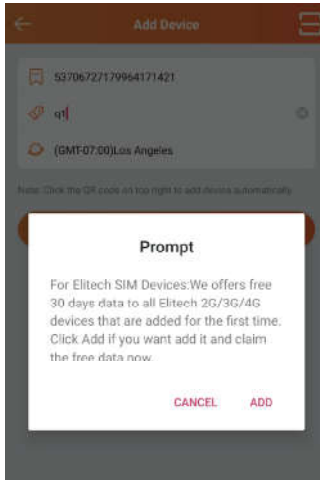 Add Device
53706727179964171421
q1
(GMT-07:00)Los Angeles
Note: Click the QR code on top right to add device automatically.
Prompt
For Elitech SIM Devices:We offers free
30 days data to all Elitech 2G/3G/4G
devices that are added for the first time.
Click Add if you want add it and claim
the free data now.
CANCEL
ADD